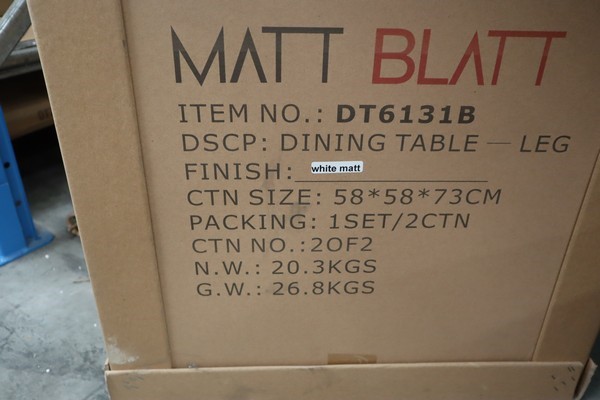 MATT BLATT
ITEM NO.: DT6131B
DSCP: DINING TABLE — LEG
FINISH: white matt
CTN SIZE: 58*58*73CM
PACKING: 1SET/2CTN
CTN NO.:2OF2
N.W.: 20.3KGS
G.W.: 26.8KGS